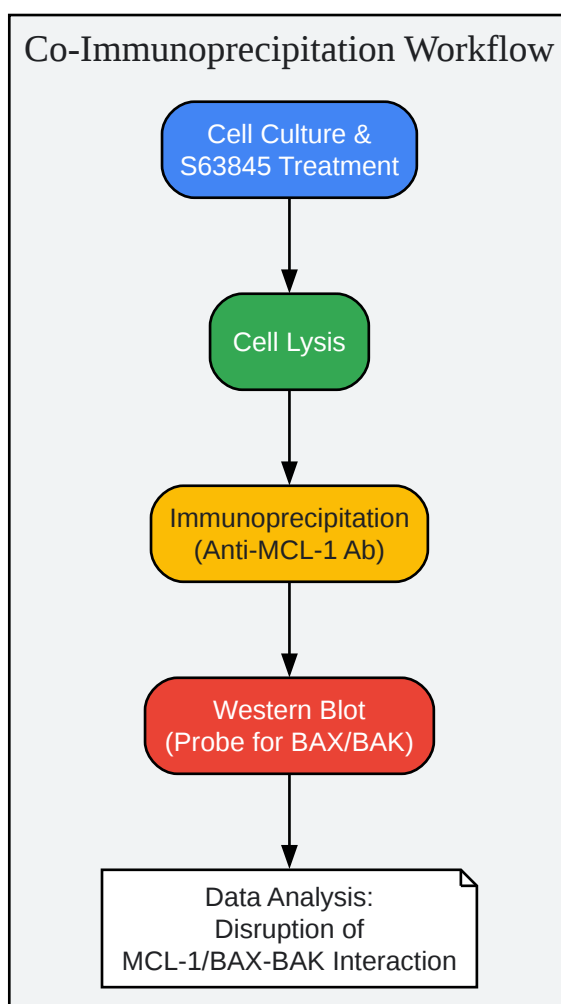 Co-Immunoprecipitation Workflow
Cell Culture &
S63845 Treatment
Cell Lysis
Immunoprecipitation
(Anti-MCL-1 Ab)
Western Blot
(Probe for BAX/BAK)
Data Analysis:
Disruption of
MCL-1/BAX-BAK Interaction